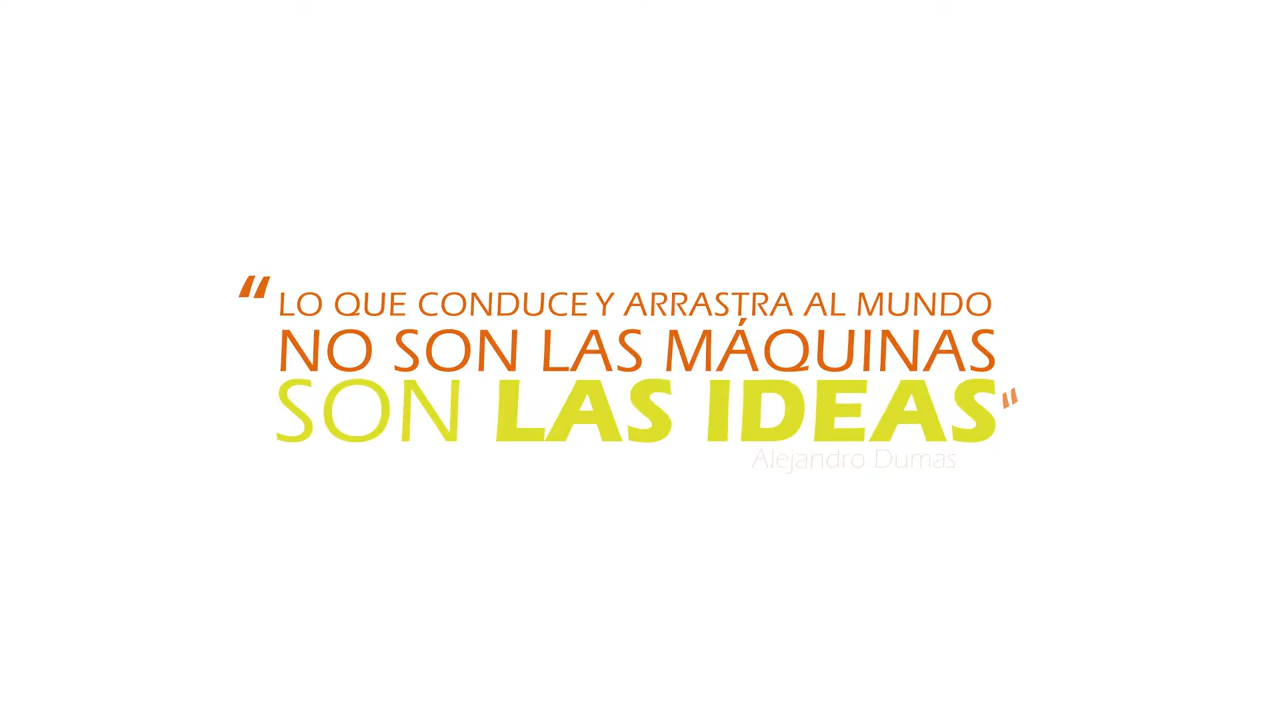 “LO QUE CONDUCE Y ARRASTRA AL MUNDO
NO SON LAS MÁQUINAS
SON LAS IDEAS“
Alejandro Dumas